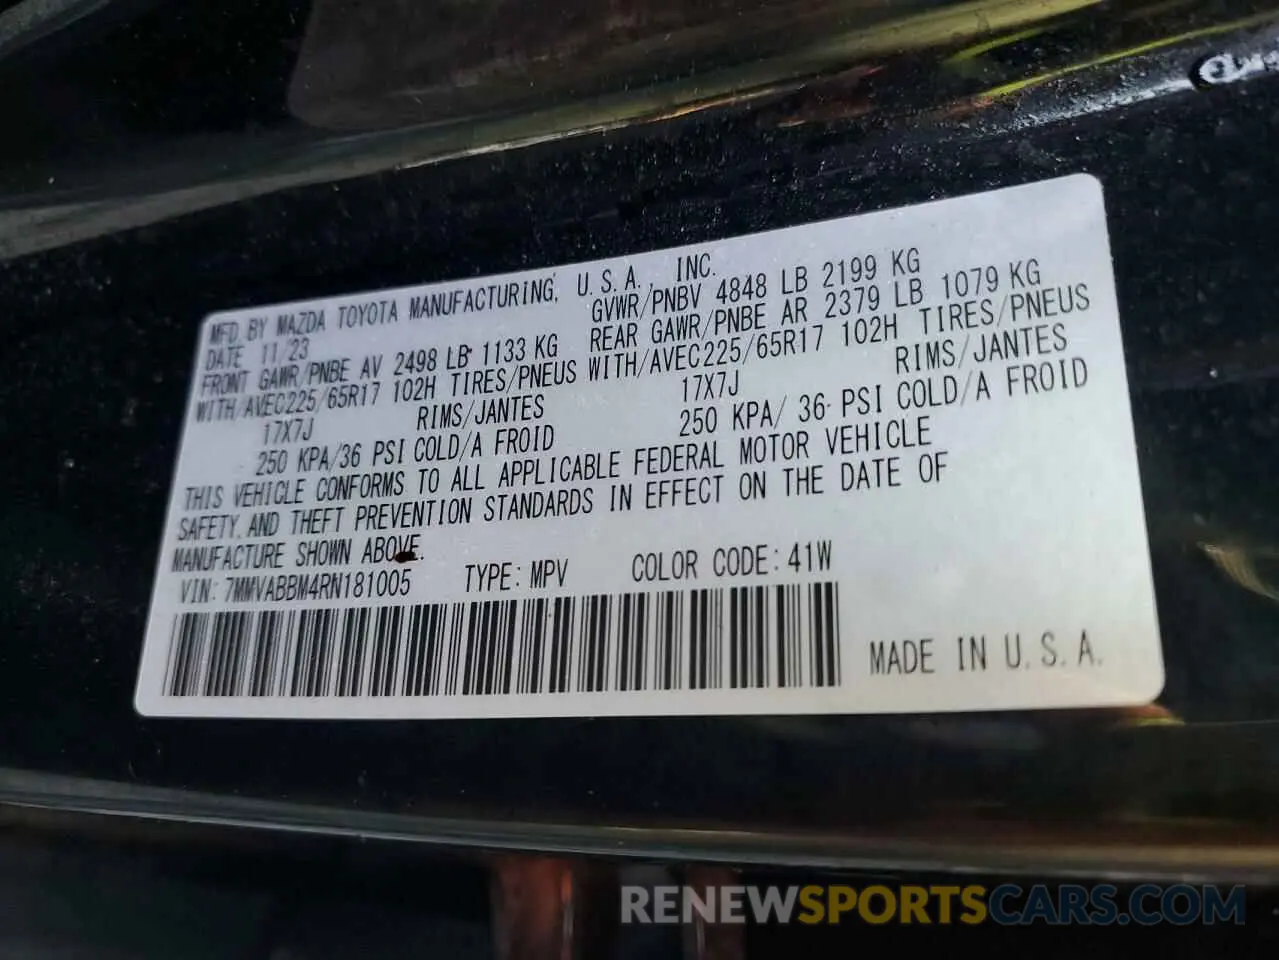 MFD. BY MAZDA TOYOTA MANUFACTURING, U.S.A. INC.
DATE 11/23 GVWR/PNBV 4848 LB 2199 KG
FRONT GAWR/PNBE AV 2498 LB 1133 KG REAR GAWR/PNBE AR 2379 LB 1079 KG
WITH/AVEC225/65R17 102H TIRES/PNEUS WITH/AVEC225/65R17 102H TIRES/PNEUS
17X7J RIMS/JANTES 17X7J RIMS/JANTES
250 KPA/36 PSI COLD/A FROID 250 KPA/ 36 PSI COLD/A FROID
THIS VEHICLE CONFORMS TO ALL APPLICABLE FEDERAL MOTOR VEHICLE
SAFETY, AND THEFT PREVENTION STANDARDS IN EFFECT ON THE DATE OF
MANUFACTURE SHOWN ABOVE.
VIN: 7MMVABBM4RN181005 TYPE: MPV COLOR CODE: 41W
MADE IN U.S.A.
RENEWSPORTSCARS.COM